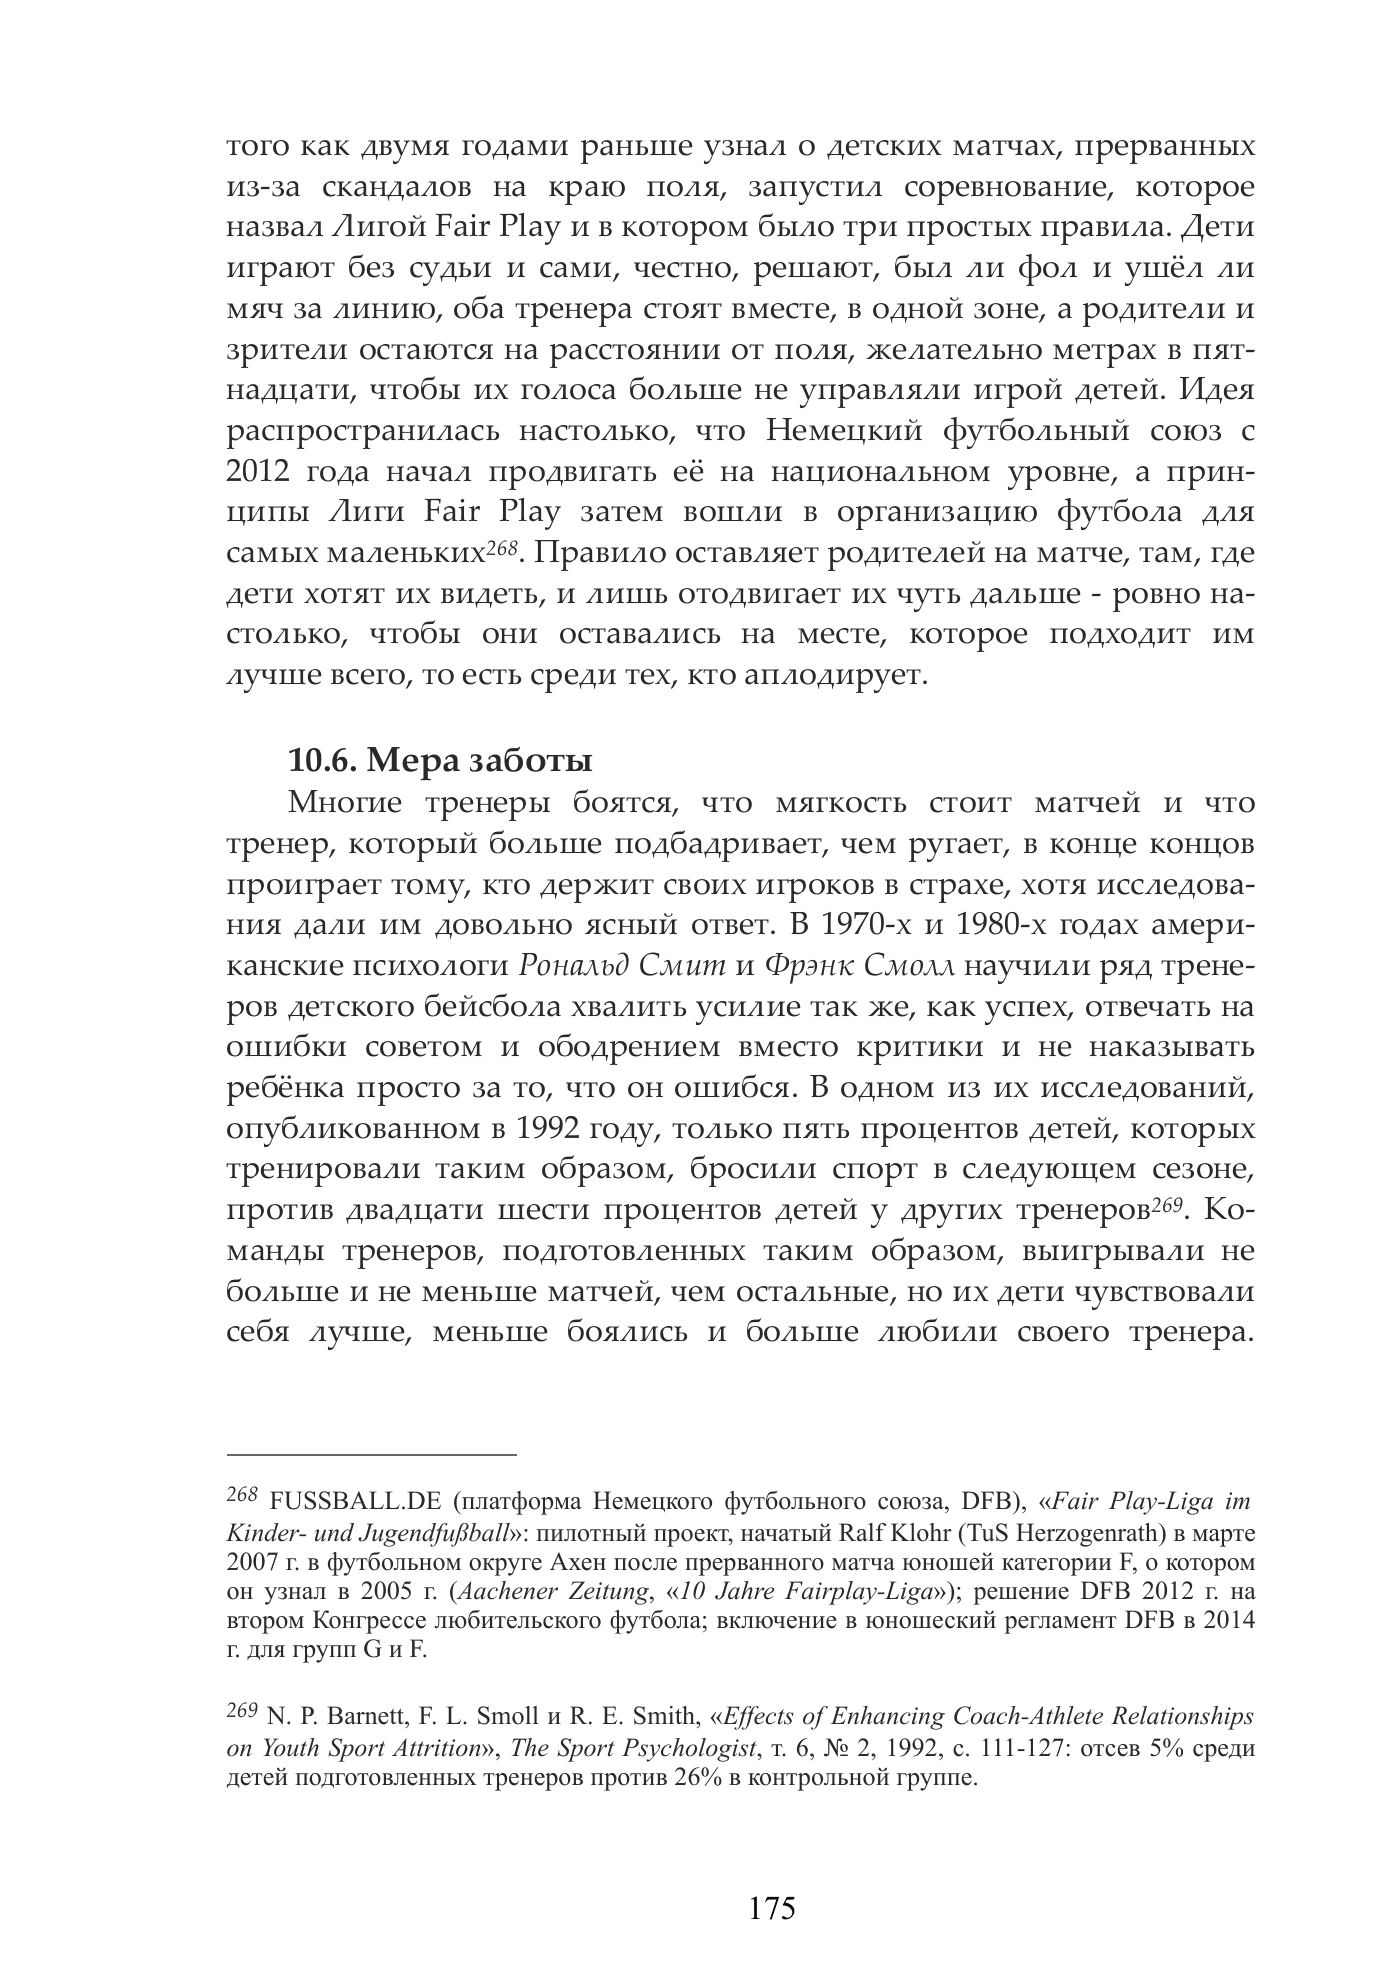 того как двумя годами раньше узнал о детских матчах, прерванных
из-за скандалов на краю поля, запустил соревнование, которое
назвал Лигой Fair Play и в котором было три простых правила. Дети
играют без судьи и сами, честно, решают, был ли фол и ушёл ли
мяч за линию, оба тренера стоят вместе, в одной зоне, а родители и
зрители остаются на расстоянии от поля, желательно метрах в пят-
надцати, чтобы их голоса больше не управляли игрой детей. Идея
распространилась настолько, что Немецкий футбольный союз с
2012 года начал продвигать её на национальном уровне, а прин-
ципы Лиги Fair Play затем вошли в организацию футбола для
самых маленьких268. Правило оставляет родителей на матче, там, где
дети хотят их видеть, и лишь отодвигает их чуть дальше - ровно на-
столько, чтобы они оставались на месте, которое подходит им
лучше всего, то есть среди тех, кто аплодирует.
10.6. Мера заботы
Многие тренеры боятся, что мягкость стоит матчей и что
тренер, который больше подбадривает, чем ругает, в конце концов
проиграет тому, кто держит своих игроков в страхе, хотя исследова-
ния дали им довольно ясный ответ. В 1970-х и 1980-х годах амери-
канские психологи Рональд Смит и Фрэнк Смолл научили ряд трене-
ров детского бейсбола хвалить усилие так же, как успех, отвечать на
ошибки советом и ободрением вместо критики и не наказывать
ребёнка просто за то, что он ошибся. В одном из их исследований,
опубликованном в 1992 году, только пять процентов детей, которых
тренировали таким образом, бросили спорт в следующем сезоне,
против двадцати шести процентов детей у других тренеров269. Ко-
манды тренеров, подготовленных таким образом, выигрывали не
больше и не меньше матчей, чем остальные, но их дети чувствовали
себя лучше, меньше боялись и больше любили своего тренера.
268 FUSSBALL.DE (платформа Немецкого футбольного союза, DFB), «Fair Play-Liga im
Kinder- und Jugendfußball»: пилотный проект, начатый Ralf Klohr (TuS Herzogenrath) в марте
2007 г. в футбольном округе Ахен после прерванного матча юношей категории F, о котором
он узнал в 2005 г. (Aachener Zeitung, «10 Jahre Fairplay-Liga»); решение DFB 2012 г. на
втором Конгрессе любительского футбола; включение в юношеский регламент DFB в 2014
г. для групп G и F.
269 N. P. Barnett, F. L. Smoll и R. E. Smith, «Effects of Enhancing Coach-Athlete Relationships
on Youth Sport Attrition», The Sport Psychologist, т. 6, № 2, 1992, с. 111-127: отсев 5% среди
детей подготовленных тренеров против 26% в контрольной группе.
175